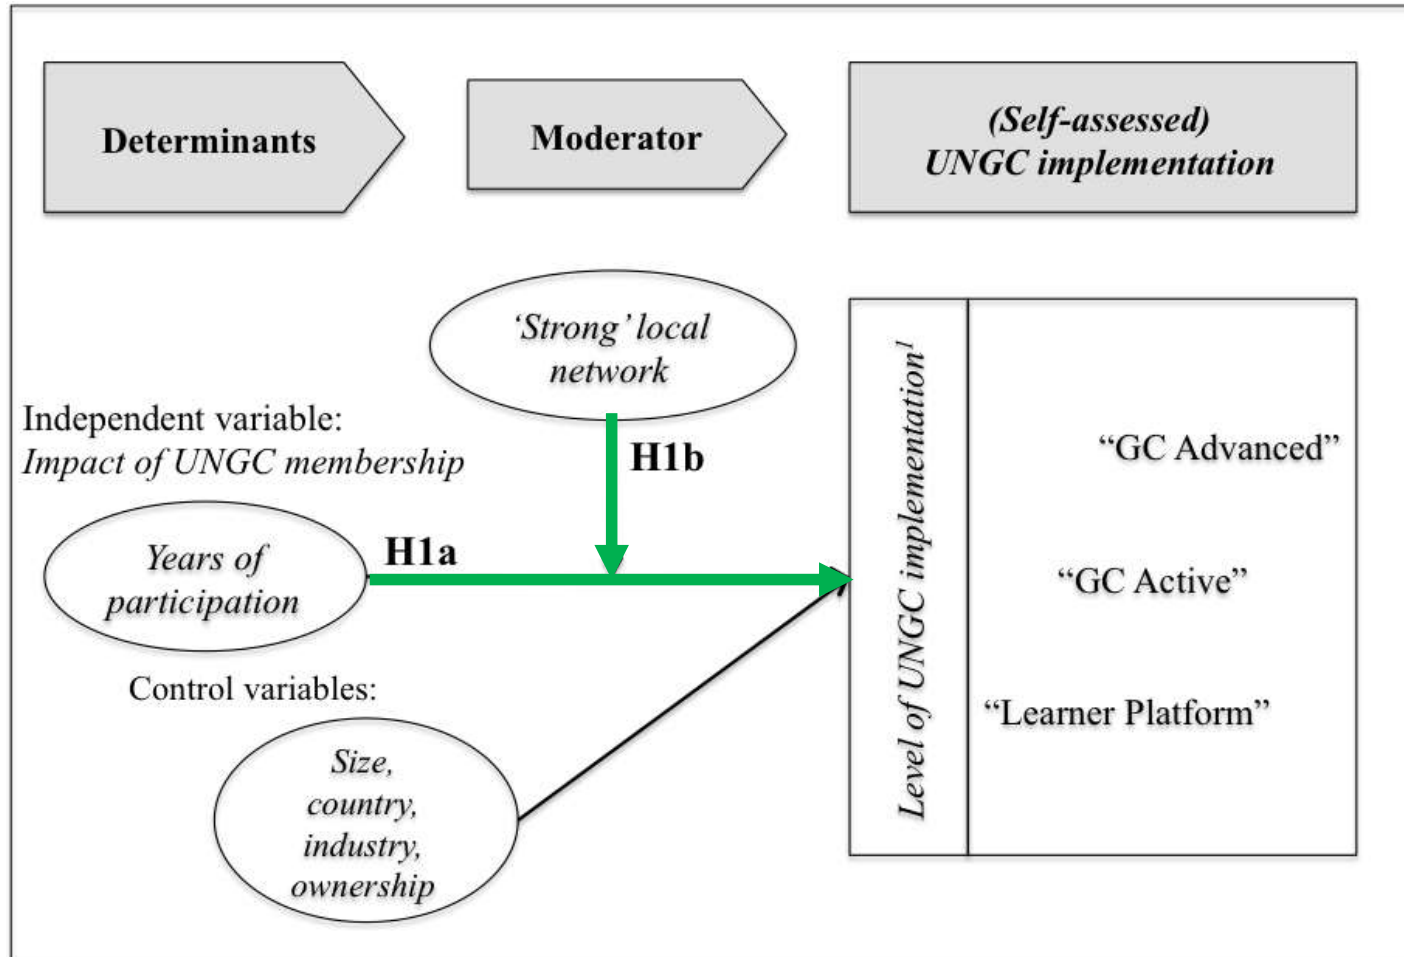 Determinants
Moderator
(Self-assessed)
UNGC implementation
‘Strong’ local
network
Independent variable:
Impact of UNGC membership
H1b
Years of
participation
H1a
Control variables:
Size,
country,
industry,
ownership
Level of UNGC implementation¹
“GC Advanced”
“GC Active”
“Learner Platform”